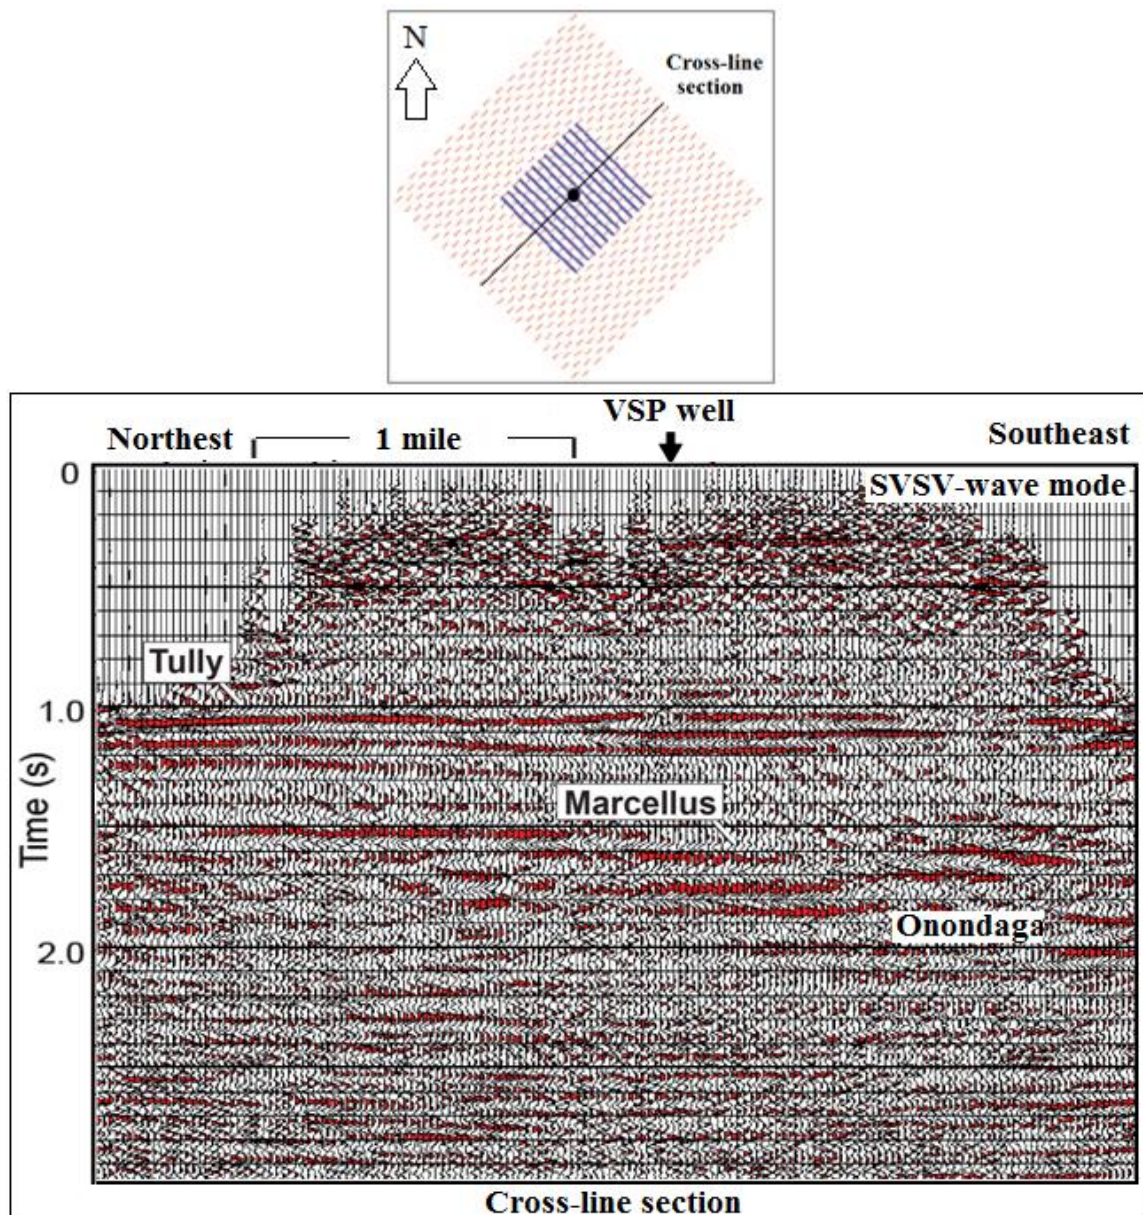 N
Cross-line
section
VSP well
Northest
1 mile
Southeast
0
SVSV-wave mode
Tully
1.0
Marcellus
Time (s)
Onondaga
2.0
Cross-line section